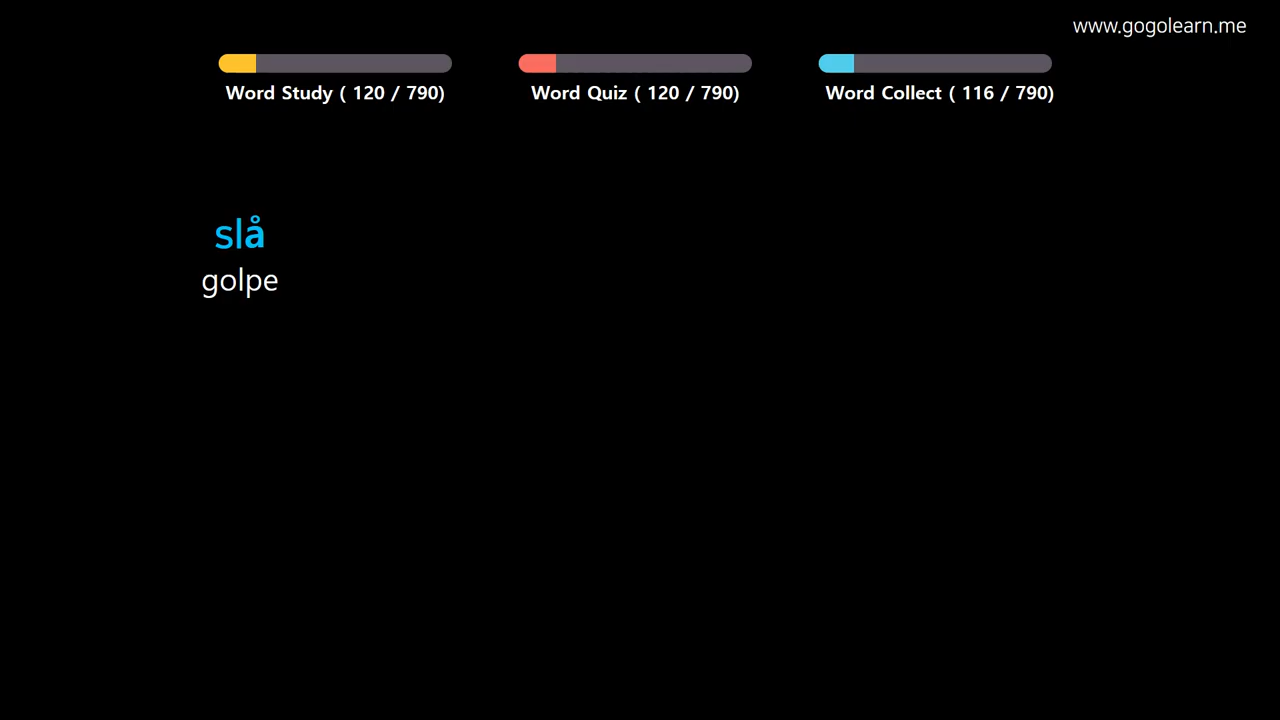 www.gogolearn.me
Word Study ( 120 / 790)
Word Quiz ( 120 / 790)
Word Collect ( 116 / 790)
slå
golpe